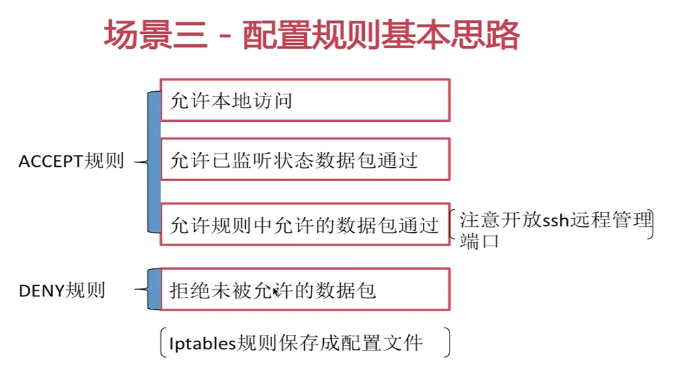 场景三 - 配置规则基本思路
允许本地访问
ACCEPT规则
允许已监听状态数据包通过
允许规则中允许的数据包通过
注意开放ssh远程管理
端口
DENY规则
拒绝未被允许的数据包
Iptables规则保存成配置文件